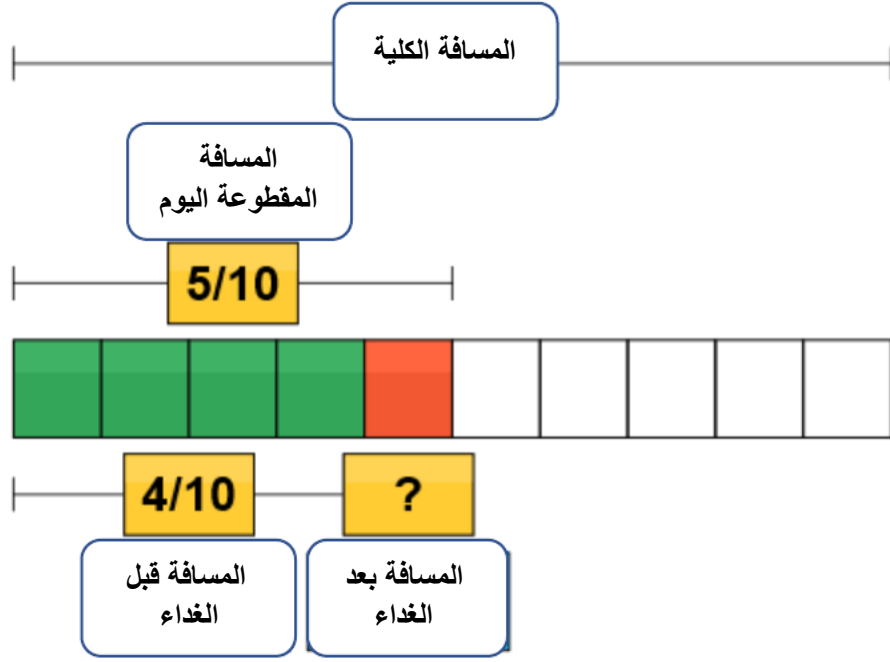 المسافة الكلية
المسافة
المقطوعة اليوم
5/10
4/10
?
المسافة قبل
الغداء
المسافة بعد
الغداء